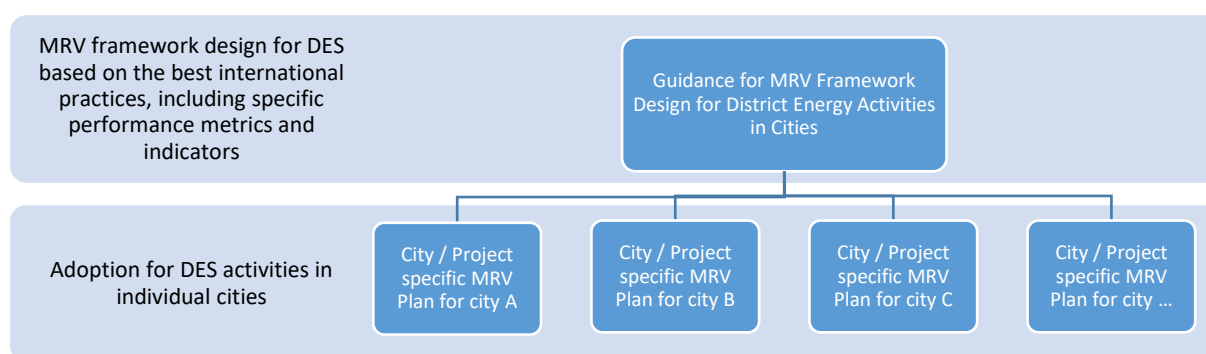 MRV framework design for DES
based on the best international
practices, including specific
performance metrics and
indicators
Guidance for MRV Framework
Design for District Energy Activities
in Cities
Adoption for DES activities in
individual cities
City / Project
specific MRV
Plan for city A
City / Project
specific MRV
Plan for city B
City / Project
specific MRV
Plan for city C
City / Project
specific MRV
Plan for city …